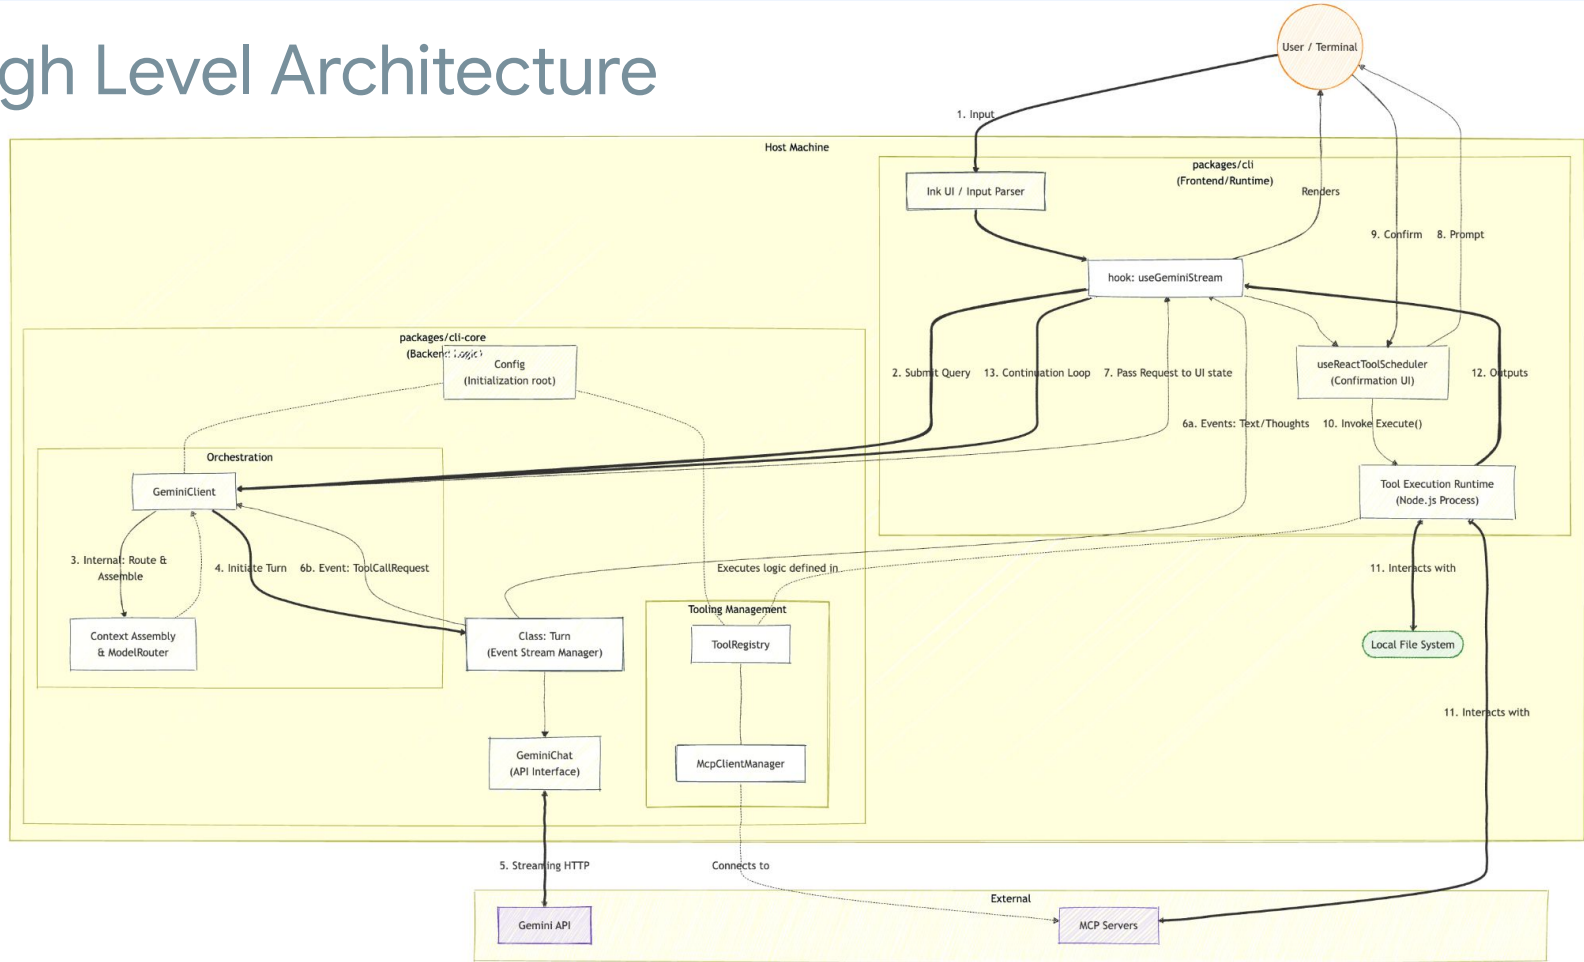 gh Level Architecture
User / Terminal
1. Input
Host Machine
packages/cli
(Frontend/Runtime)
Ink UI / Input Parser
Renders
9. Confirm
8. Prompt
hook: useGeminiStream
packages/cli-core
(Backend Logic)
Config
(Initialization root)
2. Submit Query
13. Continuation Loop
7. Pass Request to UI state
useReactToolScheduler
(Confirmation UI)
12. Outputs
6a. Events: Text/Thoughts
10. Invoke Execute()
Orchestration
GeminiClient
Tool Execution Runtime
(Node.js Process)
3. Internal: Route &
Assemble
4. Initiate Turn
6b. Event: ToolCallRequest
Executes logic defined in
11. Interacts with
Tooling Management
Context Assembly
& ModelRouter
Class: Turn
(Event Stream Manager)
ToolRegistry
Local File System
11. Interacts with
GeminiChat
(API Interface)
McpClientManager
5. Streaming HTTP
Connects to
External
Gemini API
MCP Servers